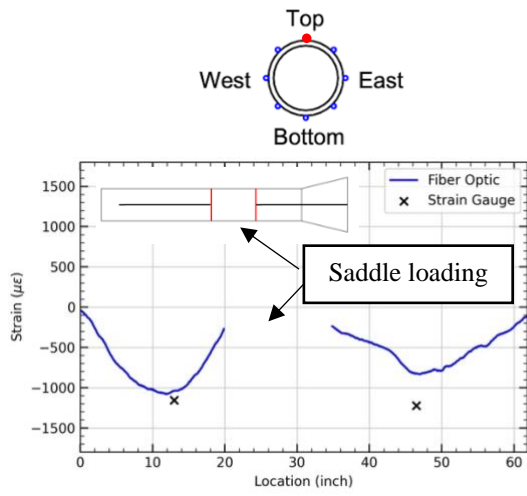 Top
West
East
Bottom
1500
1000
500
0
−500
−1000
−1500
Strain (με)
Fiber Optic
Strain Gauge
Saddle loading
0 10 20 30 40 50 60
Location (inch)